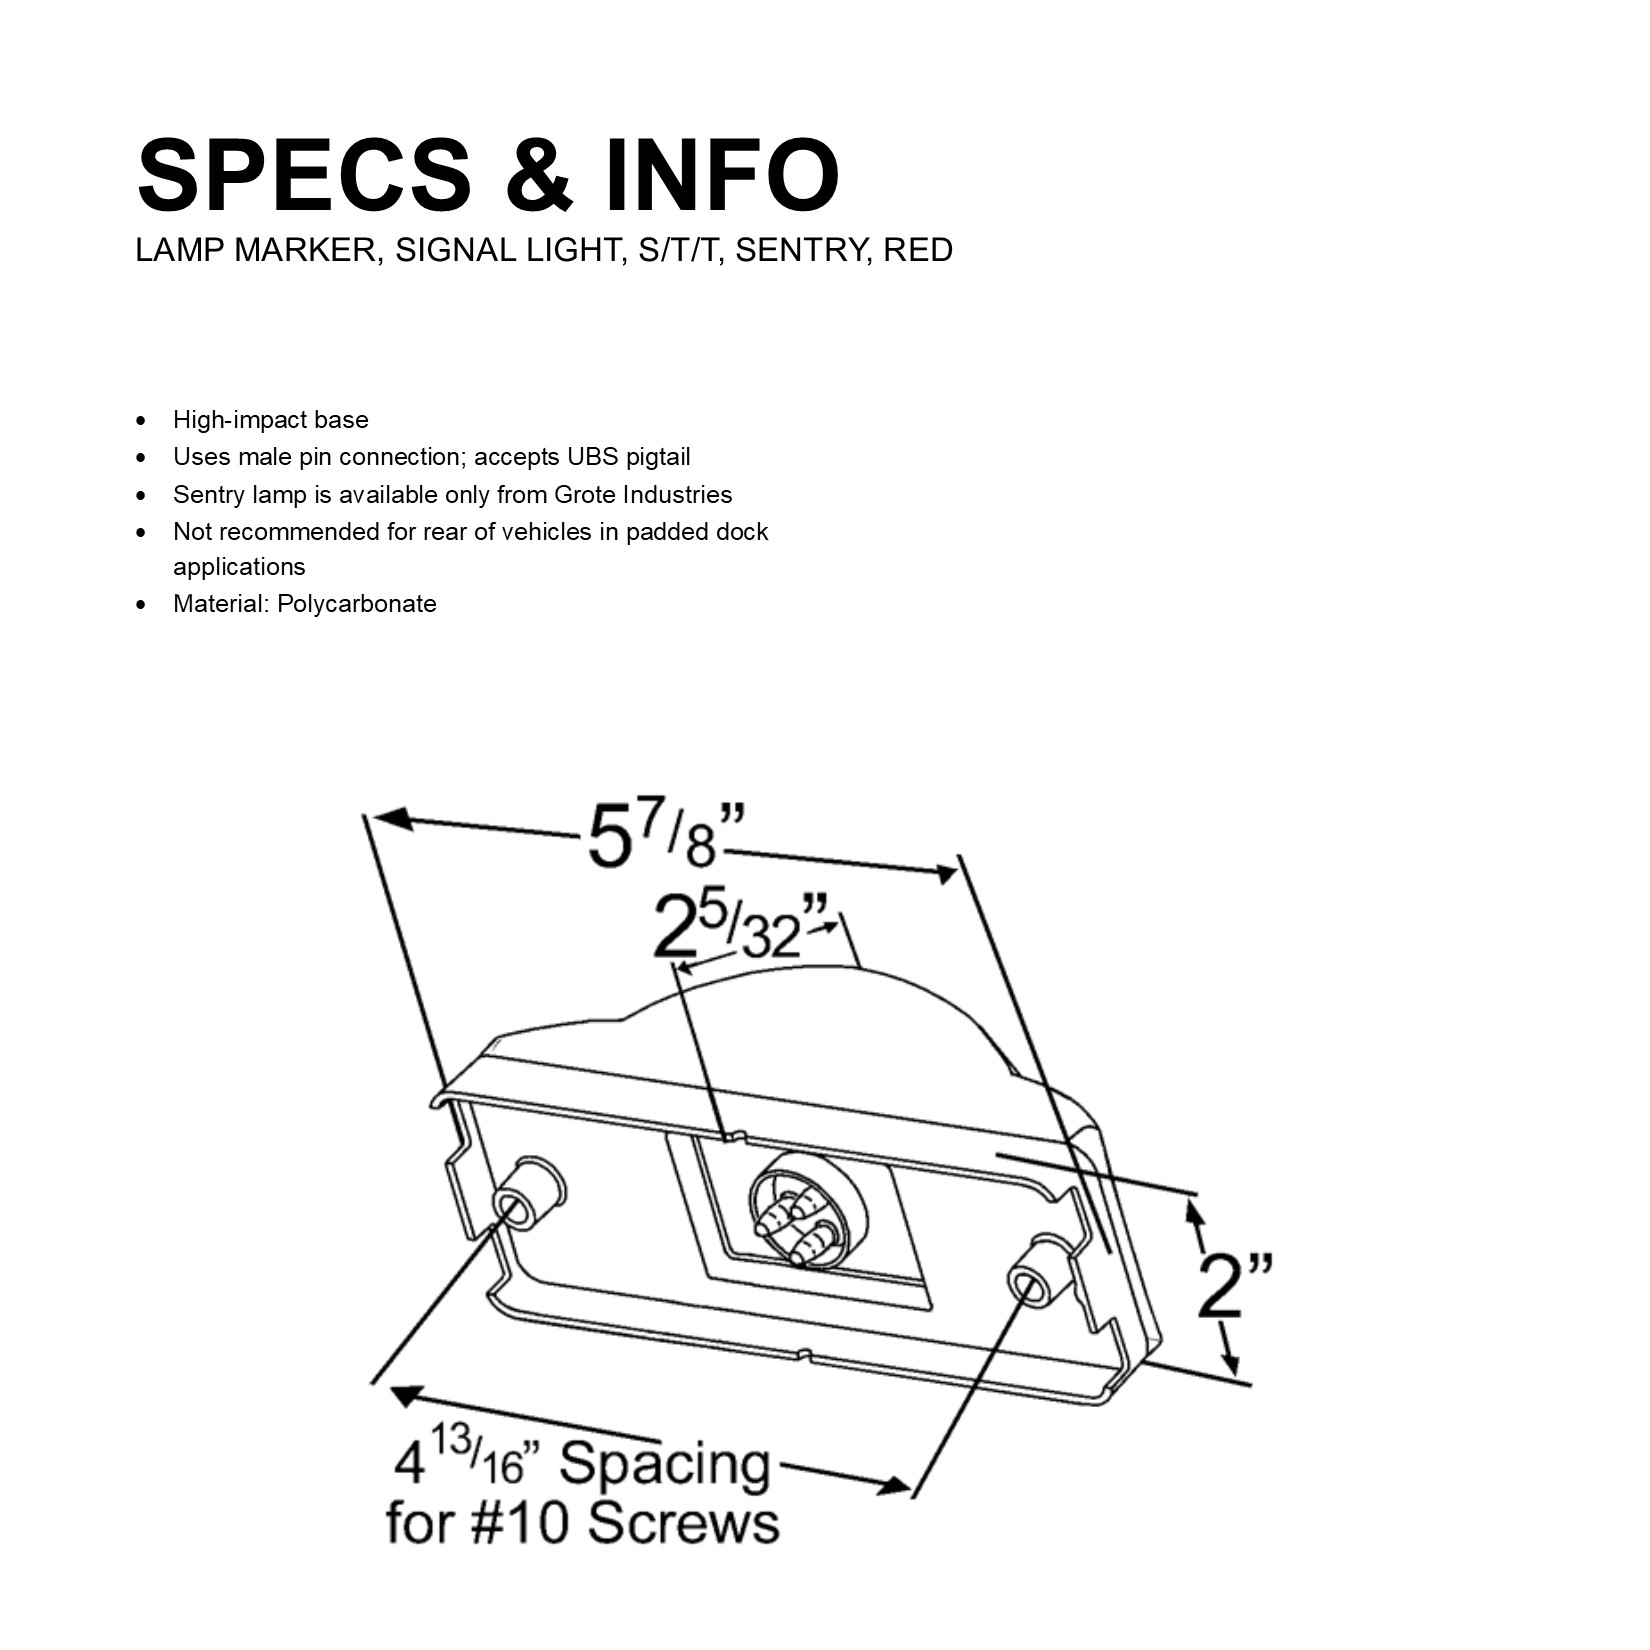 SPECS & INFO
LAMP MARKER, SIGNAL LIGHT, S/T/T, SENTRY, RED
• High-impact base
• Uses male pin connection; accepts UBS pigtail
• Sentry lamp is available only from Grote Industries
• Not recommended for rear of vehicles in padded dock
applications
• Material: Polycarbonate
5 7/8”
2 5/32”
2”
4 13/16” Spacing
for #10 Screws